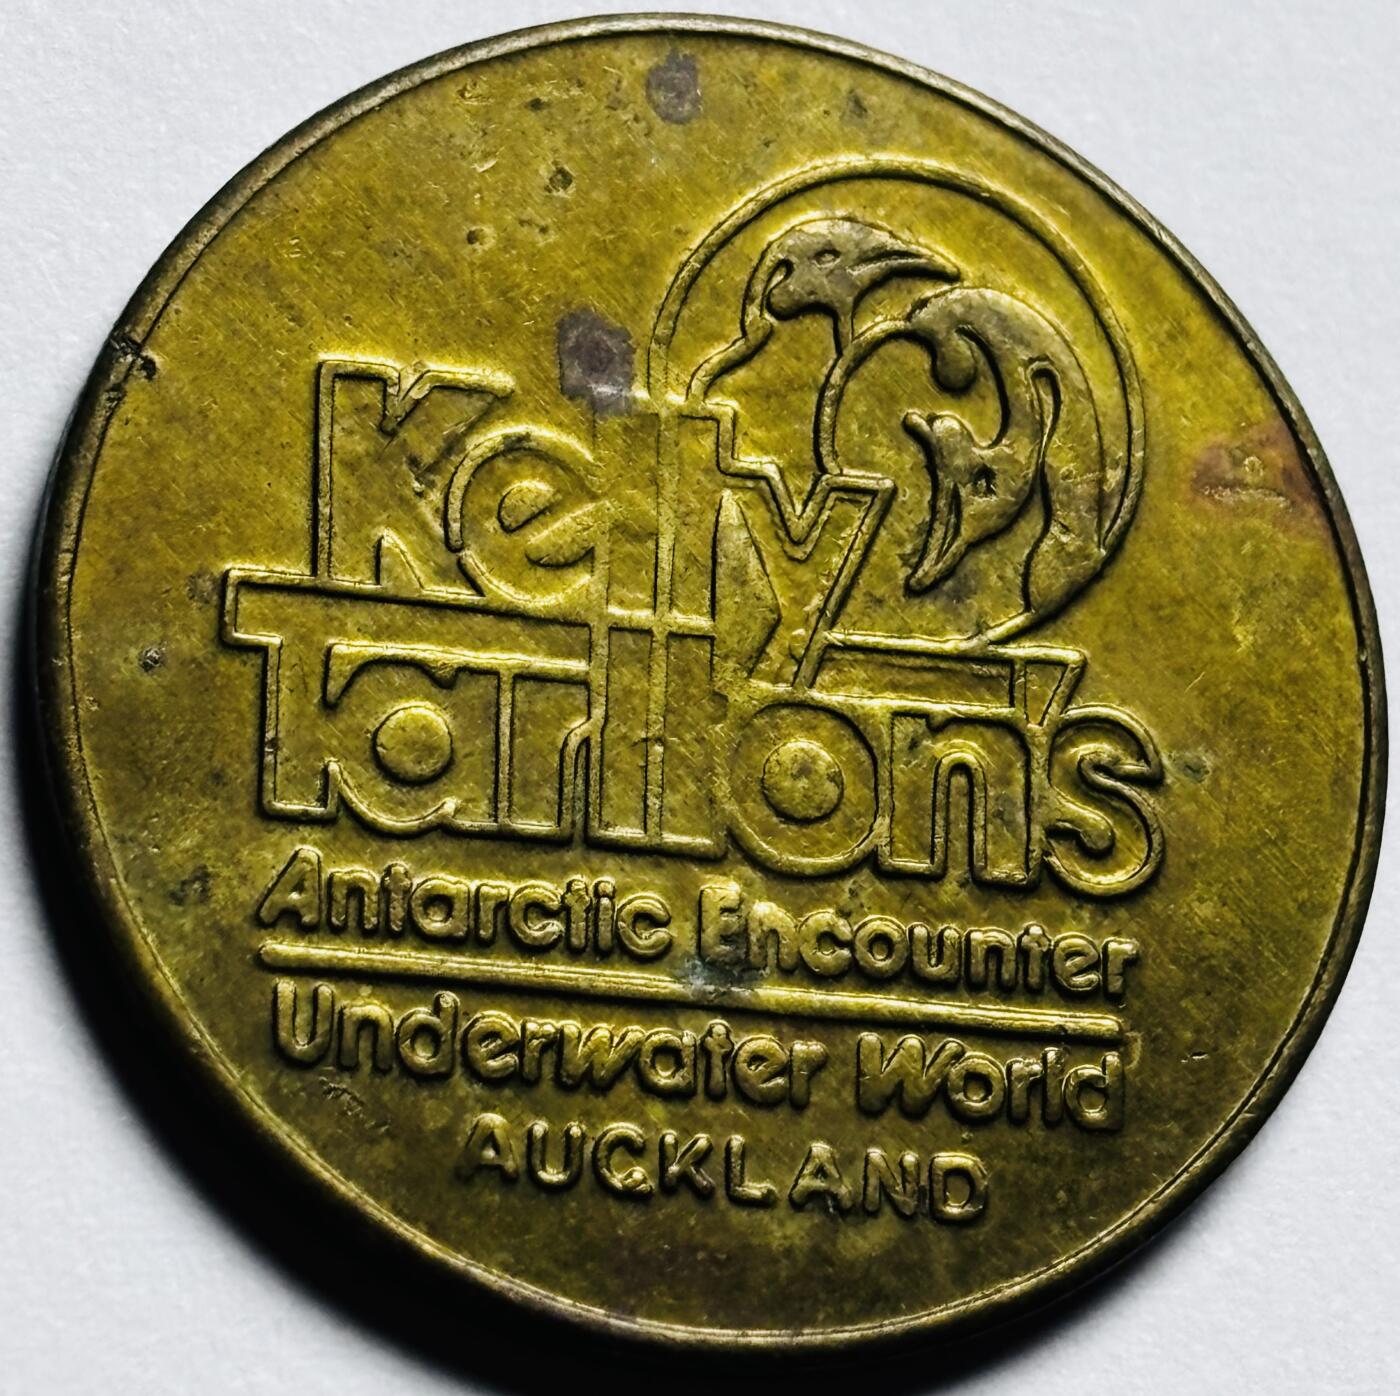 Kelly
Tarlton's
Antarctic Encounter
Underwater World
AUCKLAND